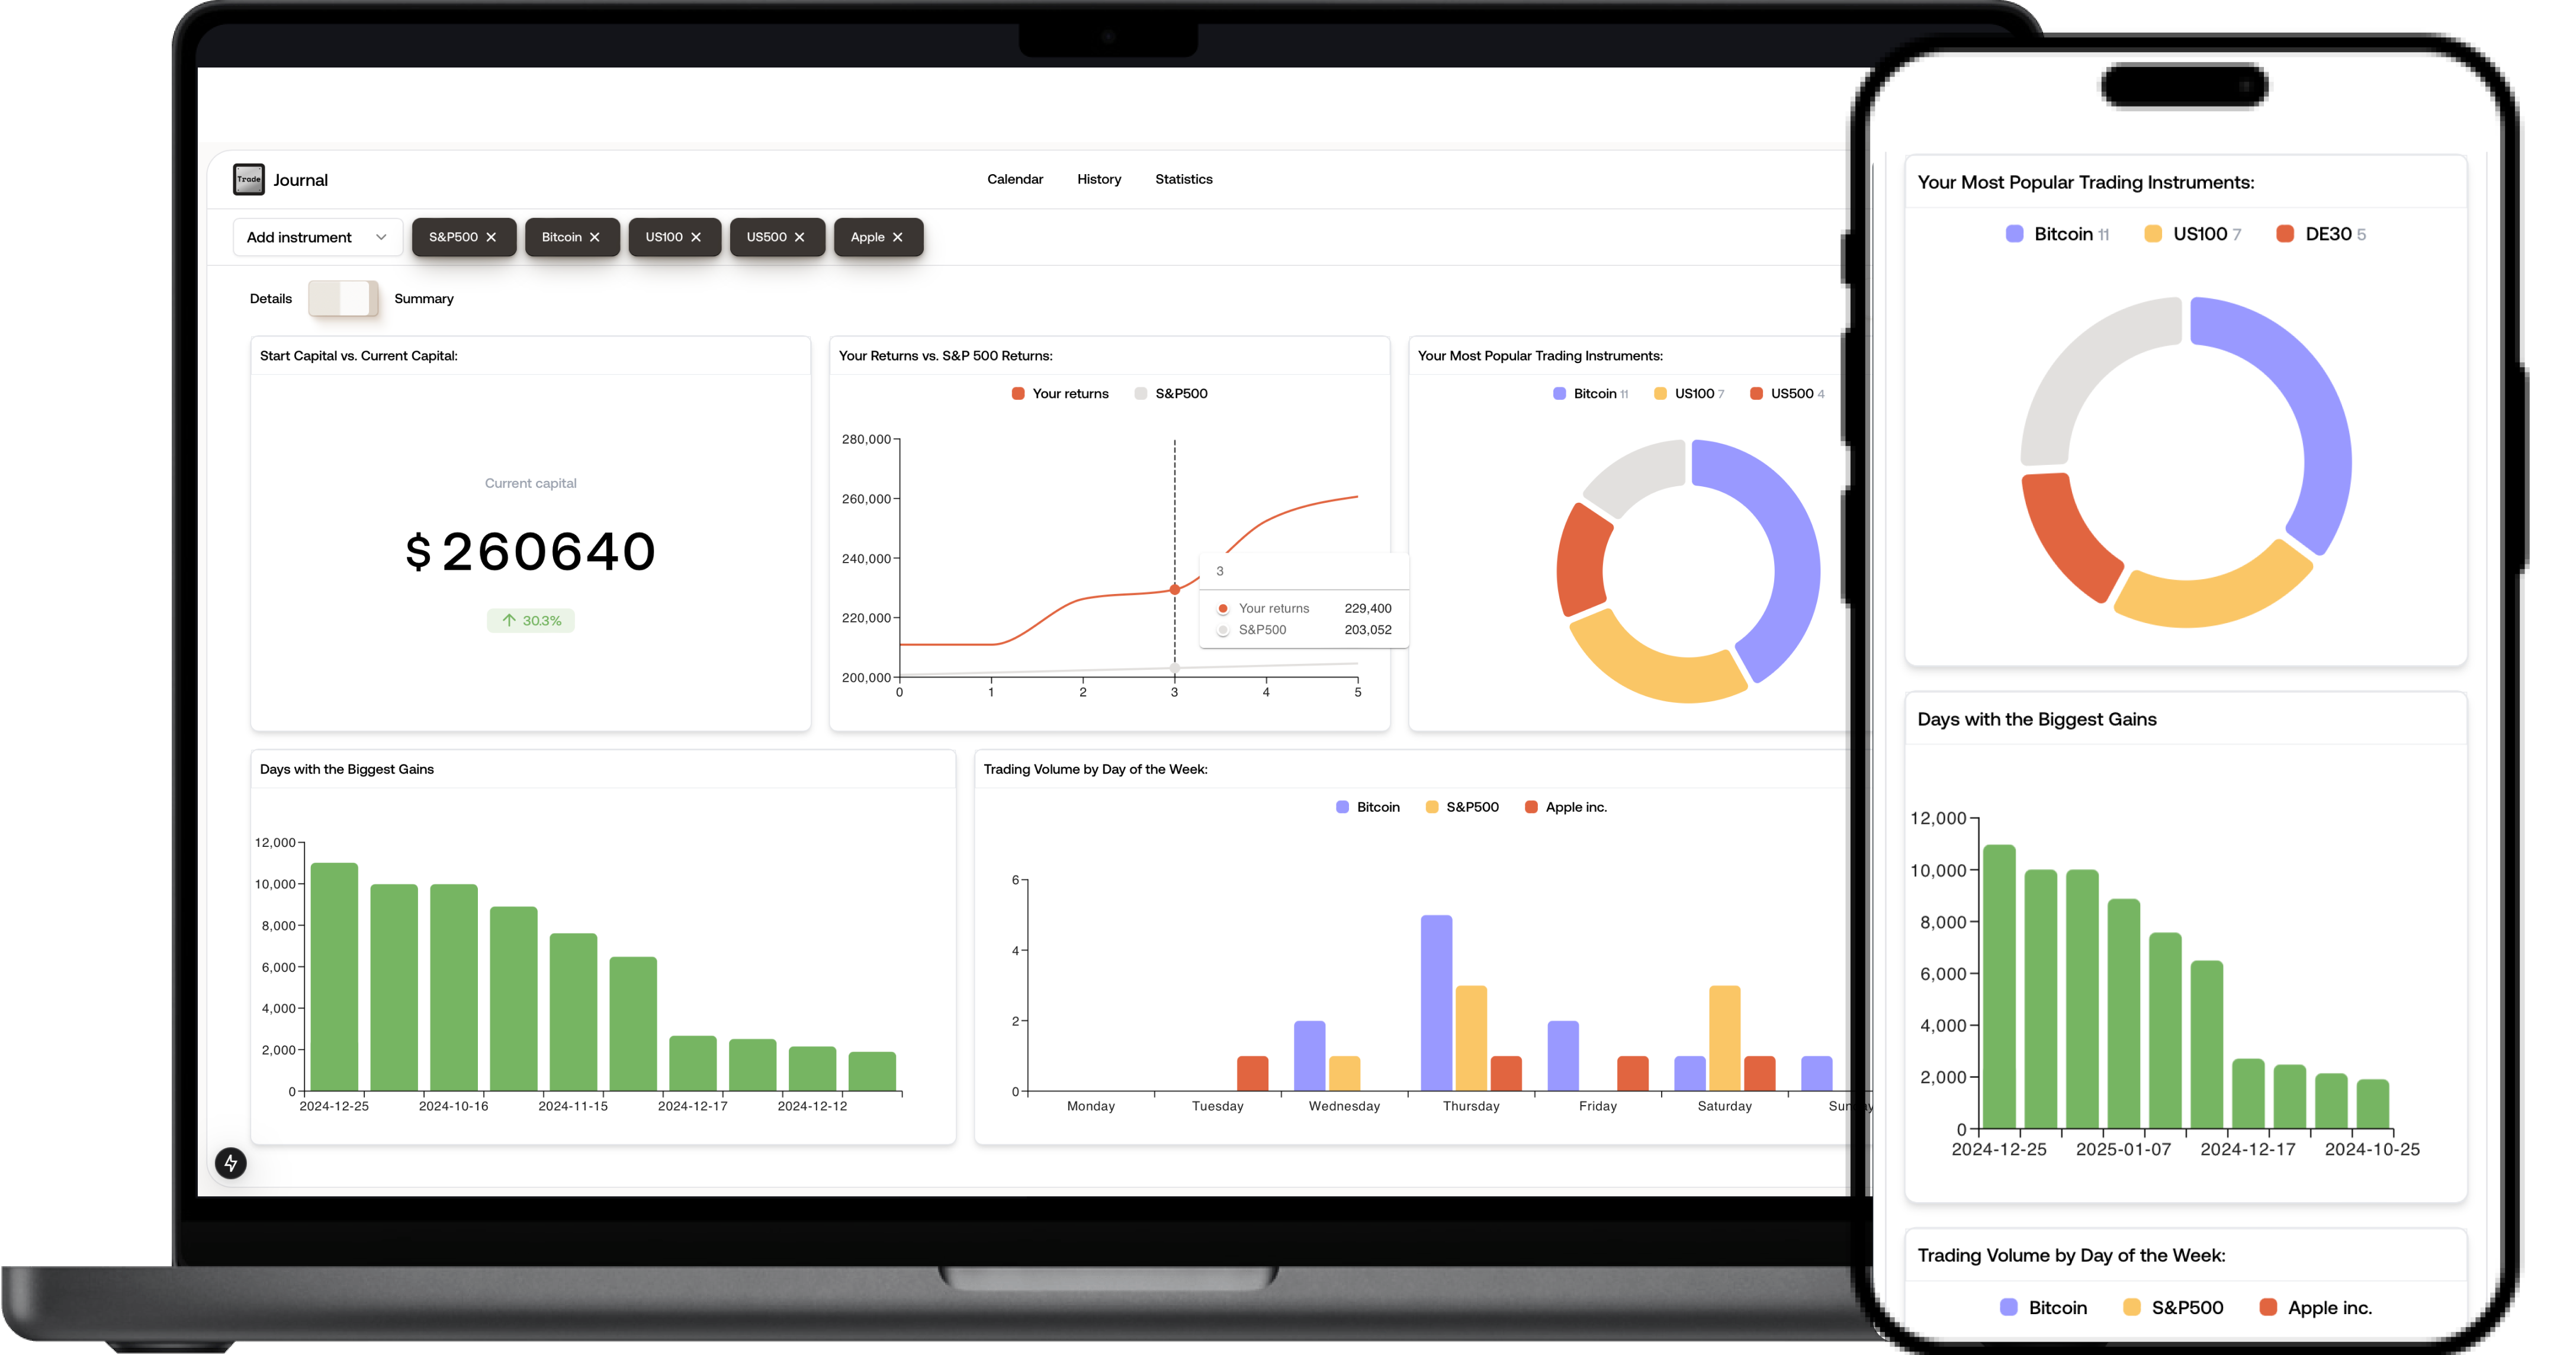 Trade Journal
Calendar History Statistics
Add instrument S&P500 Bitcoin US100 US500 Apple
Details Summary
Start Capital vs. Current Capital:
Current capital
$260640
30.3%
Your Returns vs. S&P 500 Returns:
Your returns S&P500
280,000
260,000
240,000
220,000
200,000
0 1 2 3 4 5
3
Your returns 229,400
S&P500 203,052
Your Most Popular Trading Instruments:
Bitcoin 11 US100 7 US500 4
Days with the Biggest Gains
12,000
10,000
8,000
6,000
4,000
2,000
0
2024-12-25 2024-10-16 2024-11-15 2024-12-17 2024-12-12
Trading Volume by Day of the Week:
Bitcoin S&P500 Apple inc.
6
4
2
0
Monday Tuesday Wednesday Thursday Friday Saturday Sunday
Your Most Popular Trading Instruments:
Bitcoin 11 US100 7 DE30 5
Days with the Biggest Gains
12,000
10,000
8,000
6,000
4,000
2,000
0
2024-12-25 2025-01-07 2024-12-17 2024-10-25
Trading Volume by Day of the Week:
Bitcoin S&P500 Apple inc.